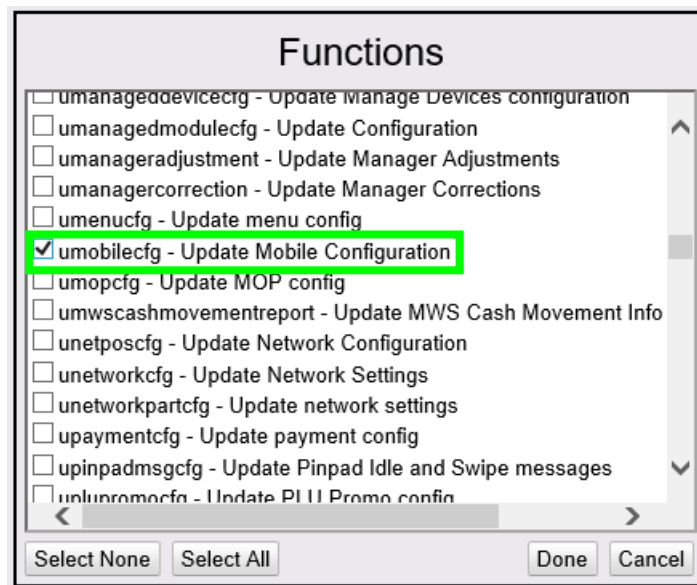 Functions
umanageddevicecfg - Update Manage Devices configuration
umanagedmodulecfg - Update Configuration
umanageradjustment - Update Manager Adjustments
umanagercorrection - Update Manager Corrections
umenucfg - Update menu config
umobilecfg - Update Mobile Configuration
umopcfg - Update MOP config
umwscashmovementreport - Update MWS Cash Movement Info
unetposcfg - Update Network Configuration
unetworkcfg - Update Network Settings
unetworkpartcfg - Update network settings
upaymentcfg - Update payment config
upinpadmsgcfg - Update Pinpad Idle and Swipe messages
uplupromocfg - Update PLU Promo config
Select None Select All Done Cancel